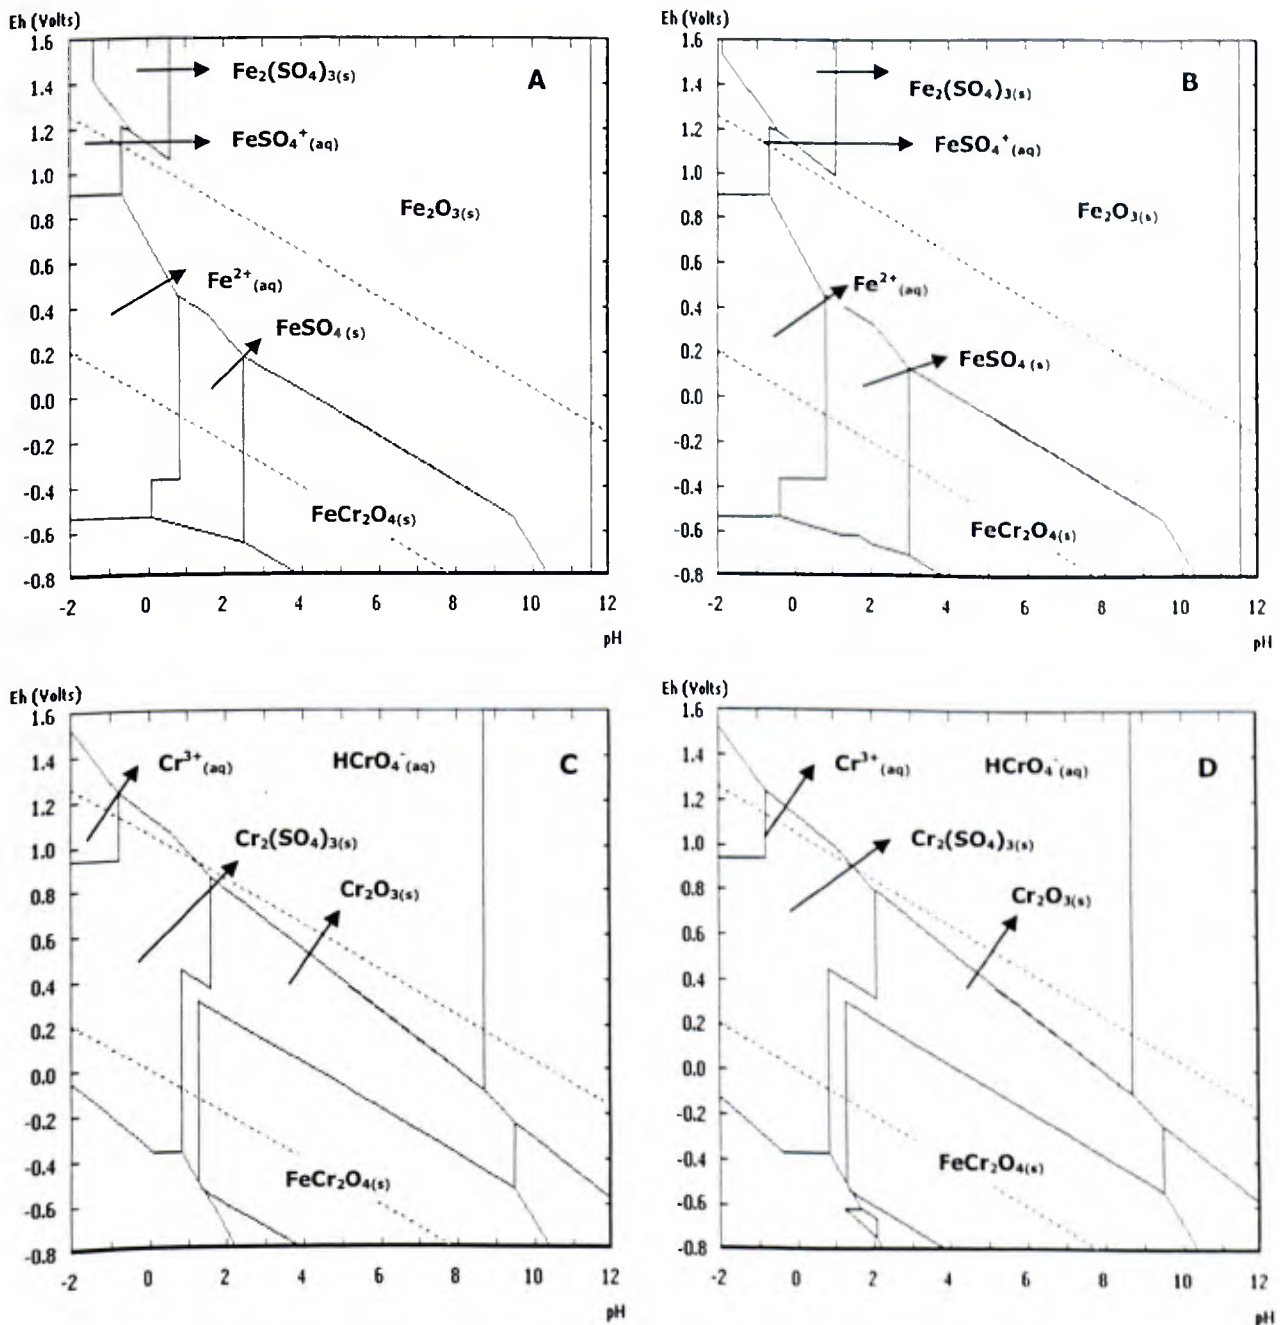 Eh (Volts)
1.6
1.4
1.2
1.0
0.8
0.6
0.4
0.2
0.0
-0.2
-0.4
-0.6
-0.8
-2
0
2
4
6
8
10
12
pH
A
Fe₂(SO₄)₃(s)
FeSO₄⁺(aq)
Fe₂O₃(s)
Fe²⁺(aq)
FeSO₄(s)
FeCr₂O₄(s)
Eh (Volts)
1.6
1.4
1.2
1.0
0.8
0.6
0.4
0.2
0.0
-0.2
-0.4
-0.6
-0.8
-2
0
2
4
6
8
10
12
pH
B
Fe₂(SO₄)₃(s)
FeSO₄⁺(aq)
Fe₂O₃(s)
Fe²⁺(aq)
FeSO₄(s)
FeCr₂O₄(s)
Eh (Volts)
1.6
1.4
1.2
1.0
0.8
0.6
0.4
0.2
0.0
-0.2
-0.4
-0.6
-0.8
-2
0
2
4
6
8
10
12
pH
Cr³⁺(aq)
HCrO₄⁻(aq)
C
Cr₂(SO₄)₃(s)
Cr₂O₃(s)
FeCr₂O₄(s)
Eh (Volts)
1.6
1.4
1.2
1.0
0.8
0.6
0.4
0.2
0.0
-0.2
-0.4
-0.6
-0.8
-2
0
2
4
6
8
10
12
pH
Cr³⁺(aq)
HCrO₄⁻(aq)
D
Cr₂(SO₄)₃(s)
Cr₂O₃(s)
FeCr₂O₄(s)